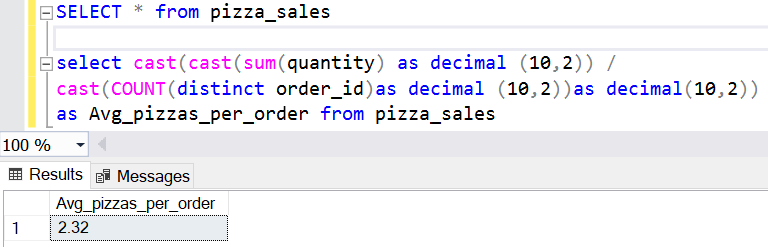 SELECT * from pizza_sales
select cast(cast(sum(quantity) as decimal (10,2)) /
cast(COUNT(distinct order_id)as decimal (10,2))as decimal(10,2))
as Avg_pizzas_per_order from pizza_sales
100 %
Results Messages
Avg_pizzas_per_order
1 2.32